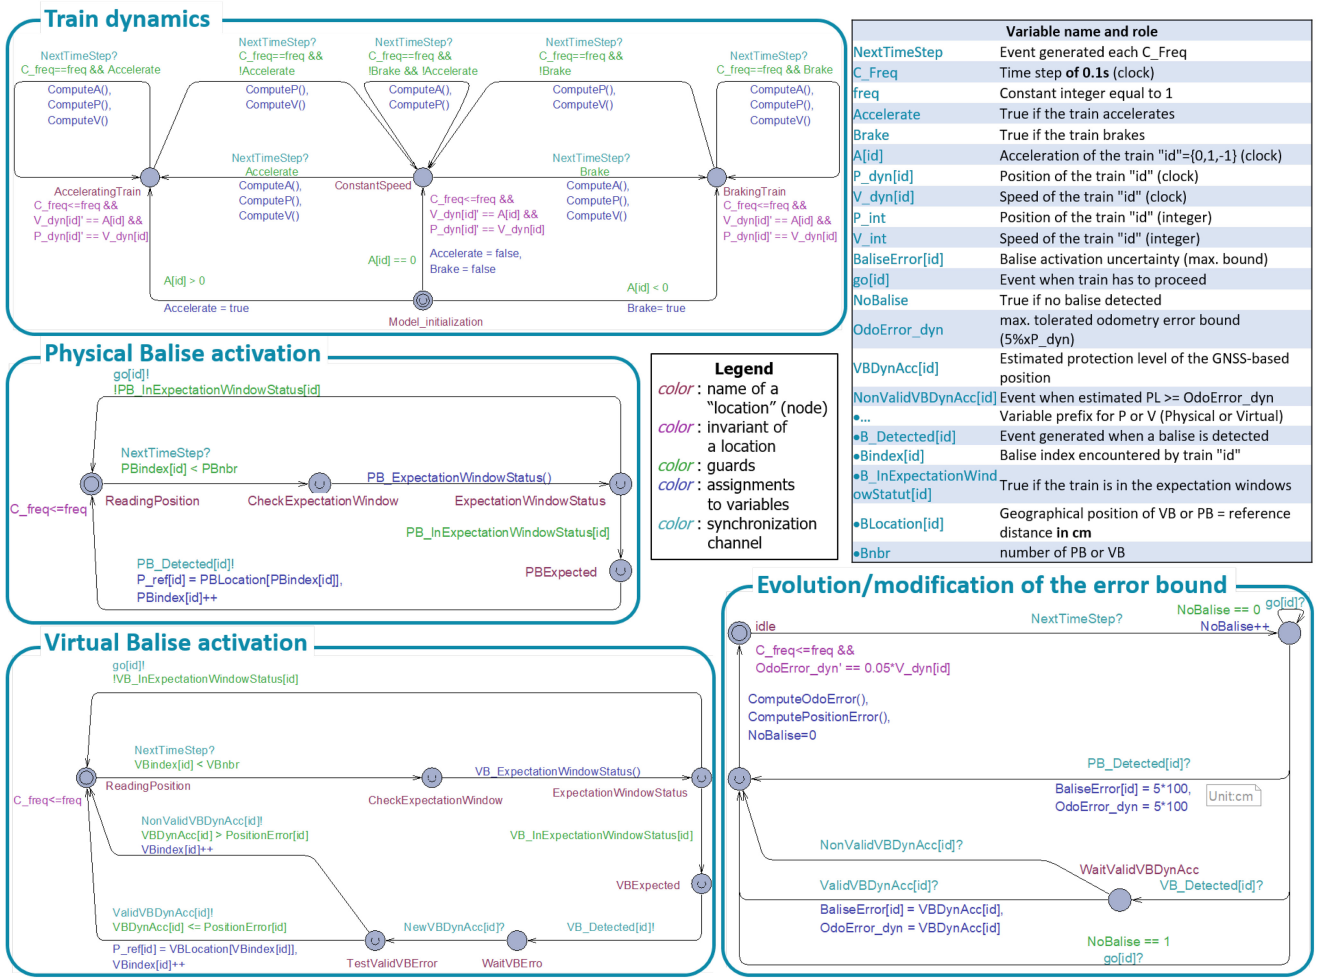 Train dynamics
NextTimeStep?
C_freq==freq && Accelerate
ComputeA(),
ComputeP(),
ComputeV()
NextTimeStep?
C_freq==freq &&
!Accelerate
ComputeP(),
ComputeV()
NextTimeStep?
C_freq==freq &&
!Brake && !Accelerate
ComputeA(),
ComputeP()
NextTimeStep?
C_freq==freq &&
!Brake
ComputeP(),
ComputeV()
NextTimeStep?
C_freq==freq && Brake
ComputeA(),
ComputeP(),
ComputeV()
NextTimeStep?
Accelerate
ComputeA(),
ComputeP(),
ComputeV()
NextTimeStep?
Brake
ComputeA(),
ComputeP(),
ComputeV()
AcceleratingTrain
C_freq<=freq &&
V_dyn[id]' == A[id] &&
P_dyn[id]' == V_dyn[id]
ConstantSpeed
C_freq<=freq &&
V_dyn[id]' == A[id] &&
P_dyn[id]' == V_dyn[id]
BrakingTrain
C_freq<=freq &&
V_dyn[id]' == A[id] &&
P_dyn[id]' == V_dyn[id]
A[id] > 0
Accelerate = true
A[id] == 0
Accelerate = false,
Brake = false
A[id] < 0
Brake= true
Model_initialization
Variable name and role
NextTimeStep Event generated each C_Freq
C_Freq Time step of 0.1s (clock)
freq Constant integer equal to 1
Accelerate True if the train accelerates
Brake True if the train brakes
A[id] Acceleration of the train "id"={0,1,-1} (clock)
P_dyn[id] Position of the train "id" (clock)
V_dyn[id] Speed of the train "id" (clock)
P_int Position of the train "id" (integer)
V_int Speed of the train "id" (integer)
BaliseError[id] Balise activation uncertainty (max. bound)
go[id] Event when train has to proceed
NoBalise True if no balise detected
OdoError_dyn max. tolerated odometry error bound
(5%xP_dyn)
VBDynAcc[id] Estimated protection level of the GNSS-based
position
NonValidVBDynAcc[id] Event when estimated PL >= OdoError_dyn
•... Variable prefix for P or V (Physical or Virtual)
•B_Detected[id] Event generated when a balise is detected
•Bindex[id] Balise index encountered by train "id"
•B_InExpectationWind
owStatut[id] True if the train is in the expectation windows
•BLocation[id] Geographical position of VB or PB = reference
distance in cm
•Bnbr number of PB or VB
Physical Balise activation
go[id]!
!PB_InExpectationWindowStatus[id]
NextTimeStep?
PBindex[id] < PBnbr
ReadingPosition
C_freq<=freq
CheckExpectationWindow
PB_ExpectationWindowStatus()
ExpectationWindowStatus
PB_InExpectationWindowStatus[id]
PBExpected
PB_Detected[id]!
P_ref[id] = PBLocation[PBindex[id]],
PBindex[id]++
Legend
color : name of a
"location" (node)
color : invariant of
a location
color : guards
color : assignments
to variables
color : synchronization
channel
Virtual Balise activation
go[id]!
!VB_InExpectationWindowStatus[id]
NextTimeStep?
VBindex[id] < VBnbr
ReadingPosition
C_freq<=freq
CheckExpectationWindow
VB_ExpectationWindowStatus()
ExpectationWindowStatus
VB_InExpectationWindowStatus[id]
VBExpected
NonValidVBDynAcc[id]!
VBDynAcc[id] > PositionError[id]
VBindex[id]++
ValidVBDynAcc[id]!
VBDynAcc[id] <= PositionError[id]
P_ref[id] = VBLocation[VBindex[id]],
VBindex[id]++
NewVBDynAcc[id]?
TestValidVBError
WaitVBErro
VB_Detected[id]!
Evolution/modification of the error bound
idle
C_freq<=freq &&
OdoError_dyn' == 0.05*V_dyn[id]
NextTimeStep?
NoBalise == 0
go[id]?
NoBalise++
ComputeOdoError(),
ComputePositionError(),
NoBalise=0
PB_Detected[id]?
BaliseError[id] = 5*100,
OdoError_dyn = 5*100
Unit:cm
NonValidVBDynAcc[id]?
WaitValidVBDynAcc
ValidVBDynAcc[id]?
VB_Detected[id]?
BaliseError[id] = VBDynAcc[id],
OdoError_dyn = VBDynAcc[id]
NoBalise == 1
go[id]?